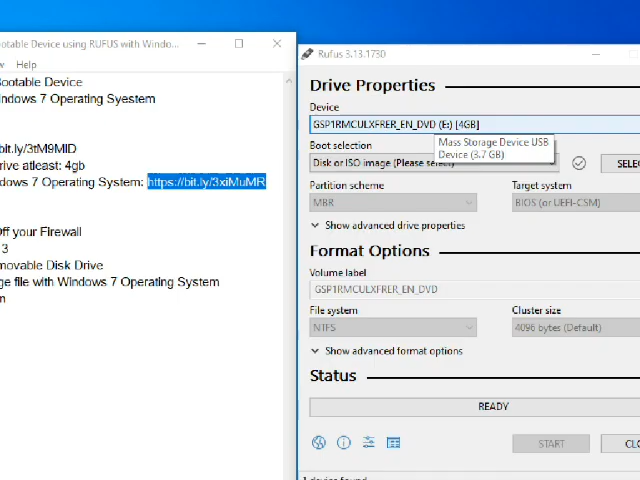 ootable Device using RUFUS with Windo...
Help
Bootable Device
ndows 7 Operating Syestem
bit.ly/3tM9MlD
drive atleast: 4gb
dows 7 Operating System: https://bit.ly/3xiMuMR
Off your Firewall
3
movable Disk Drive
ge file with Windows 7 Operating System
Rufus 3.13.1730
Drive Properties
Device
GSP1RMCULXFRER_EN_DVD (E:) [4GB]
Mass Storage Device USB
Device (3.7 GB)
Boot selection
Disk or ISO image (Please select)
SELEC
Partition scheme
Target system
MBR
BIOS (or UEFI-CSM)
Show advanced drive properties
Format Options
Volume label
GSP1RMCULXFRER_EN_DVD
File system
Cluster size
NTFS
4096 bytes (Default)
Show advanced format options
Status
READY
START
CLO
1 device found